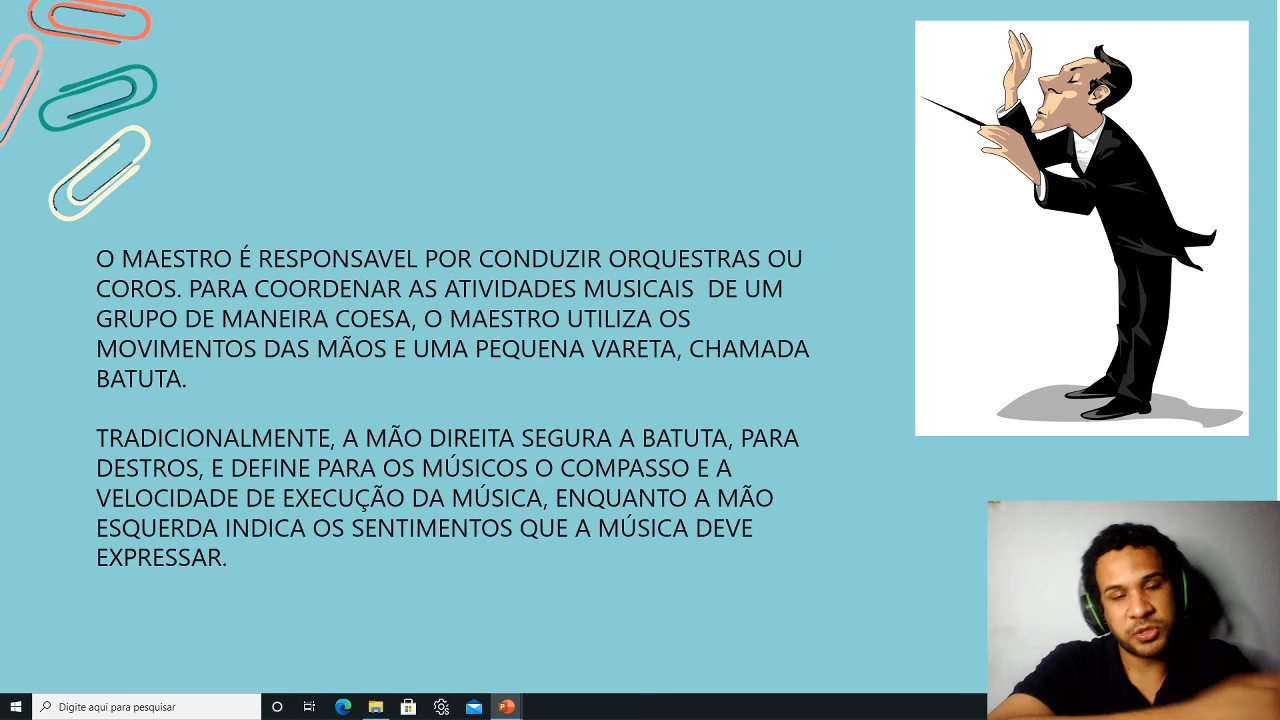 O MAESTRO É RESPONSAVEL POR CONDUZIR ORQUESTRAS OU
COROS. PARA COORDENAR AS ATIVIDADES MUSICAIS  DE UM
GRUPO DE MANEIRA COESA, O MAESTRO UTILIZA OS
MOVIMENTOS DAS MÃOS E UMA PEQUENA VARETA, CHAMADA
BATUTA.
TRADICIONALMENTE, A MÃO DIREITA SEGURA A BATUTA, PARA
DESTROS, E DEFINE PARA OS MÚSICOS O COMPASSO E A
VELOCIDADE DE EXECUÇÃO DA MÚSICA, ENQUANTO A MÃO
ESQUERDA INDICA OS SENTIMENTOS QUE A MÚSICA DEVE
EXPRESSAR.
Digite aqui para pesquisar